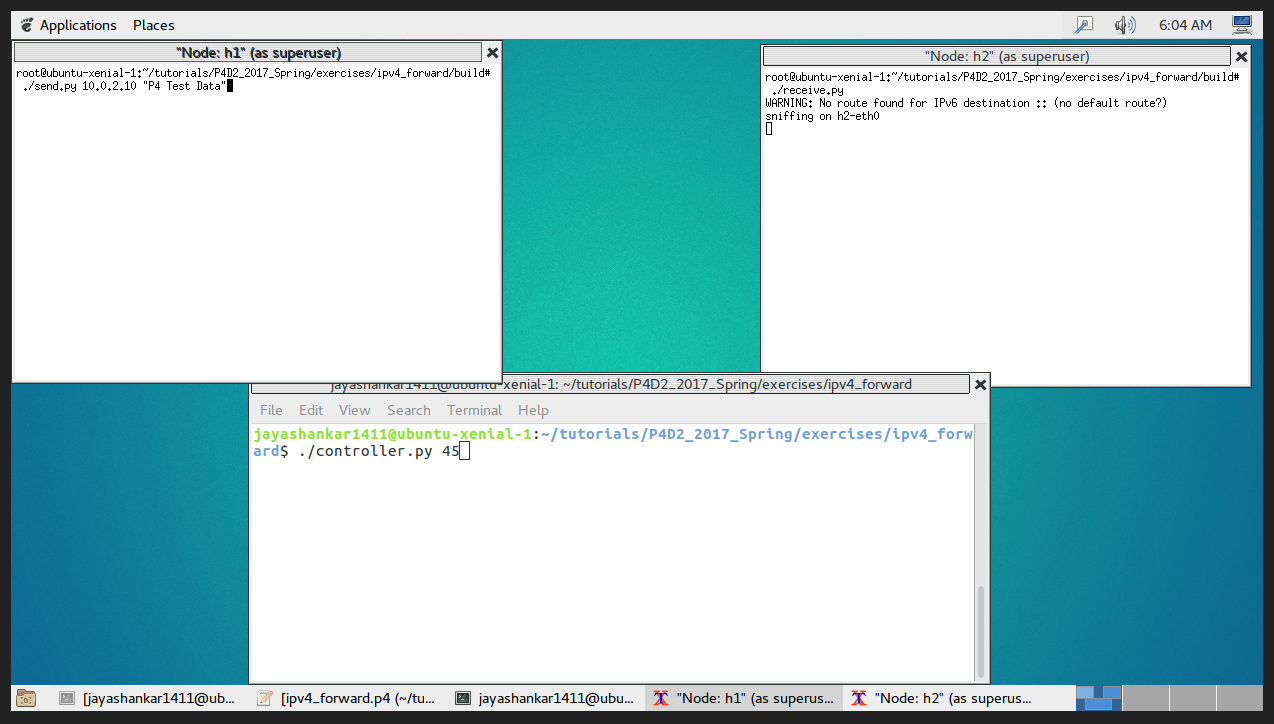 Applications Places 6:04 AM
"Node: h1" (as superuser)
root@ubuntu-xenial-1:~/tutorials/P4D2_2017_Spring/exercises/ipv4_forward/build#
./send.py 10.0.2.10 "P4 Test Data"
"Node: h2" (as superuser)
root@ubuntu-xenial-1:~/tutorials/P4D2_2017_Spring/exercises/ipv4_forward/build#
./receive.py
WARNING: No route found for IPv6 destination :: (no default route?)
sniffing on h2-eth0
jayashankar1411@ubuntu-xenial-1: ~/tutorials/P4D2_2017_Spring/exercises/ipv4_forward
File Edit View Search Terminal Help
jayashankar1411@ubuntu-xenial-1:~/tutorials/P4D2_2017_Spring/exercises/ipv4_forw
ard$ ./controller.py 45
[jayashankar1411@ub... [ipv4_forward.p4 (~/tu... jayashankar1411@ubu... "Node: h1" (as superus... "Node: h2" (as superus...